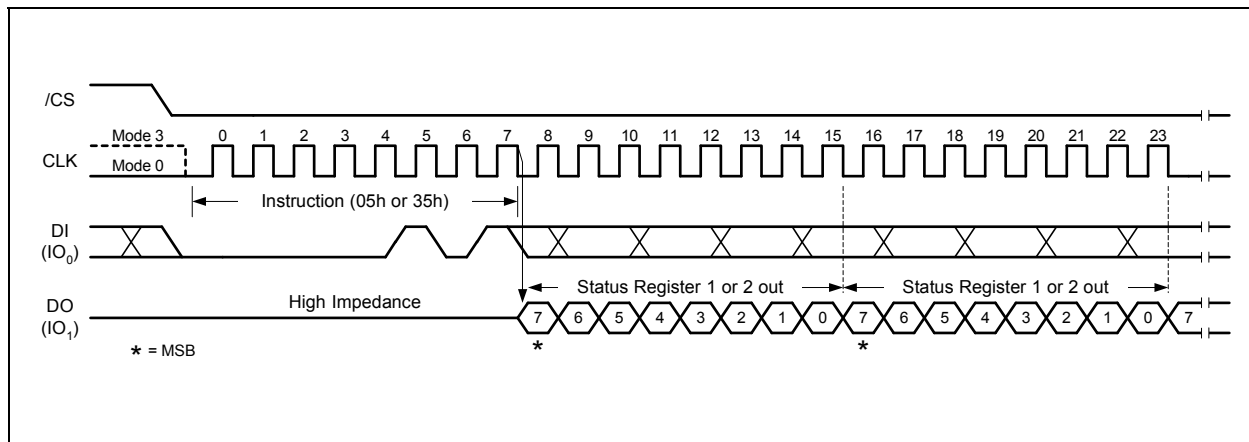 /CS
Mode 3 0 1 2 3 4 5 6 7 8 9 10 11 12 13 14 15 16 17 18 19 20 21 22 23
CLK
Mode 0
Instruction (05h or 35h)
DI
(IO0)
Status Register 1 or 2 out Status Register 1 or 2 out
High Impedance
DO
(IO1)
7 6 5 4 3 2 1 0 7 6 5 4 3 2 1 0 7
* *
* = MSB